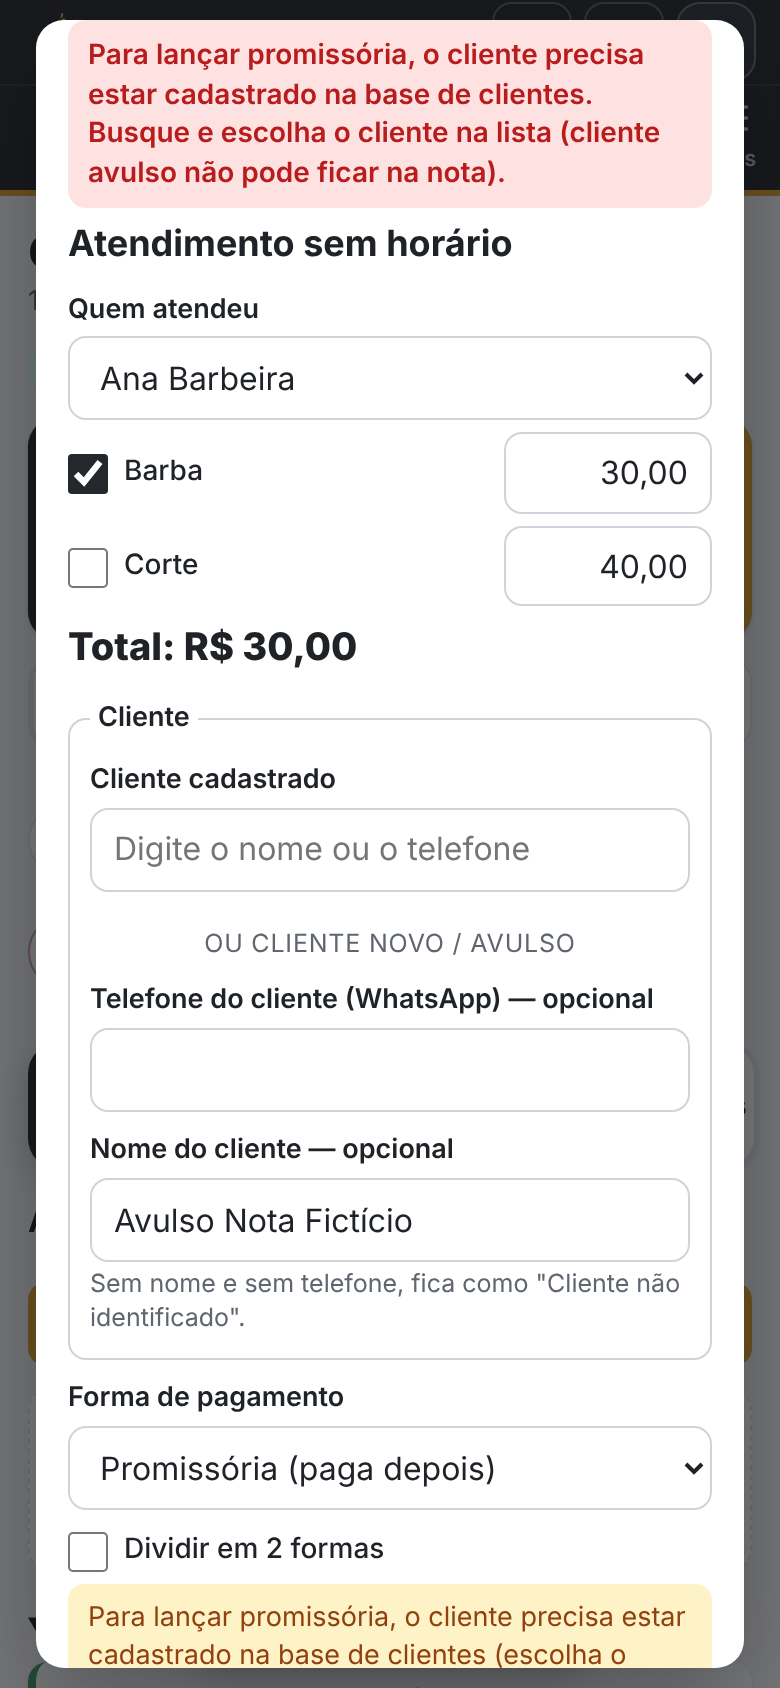 Para lançar promissória, o cliente precisa
estar cadastrado na base de clientes.
Busque e escolha o cliente na lista (cliente
avulso não pode ficar na nota).
Atendimento sem horário
Quem atendeu
Ana Barbeira
Barba
30,00
Corte
40,00
Total: R$ 30,00
Cliente
Cliente cadastrado
Digite o nome ou o telefone
OU CLIENTE NOVO / AVULSO
Telefone do cliente (WhatsApp) — opcional
Nome do cliente — opcional
Avulso Nota Fictício
Sem nome e sem telefone, fica como "Cliente não
identificado".
Forma de pagamento
Promissória (paga depois)
Dividir em 2 formas
Para lançar promissória, o cliente precisa estar
cadastrado na base de clientes (escolha o